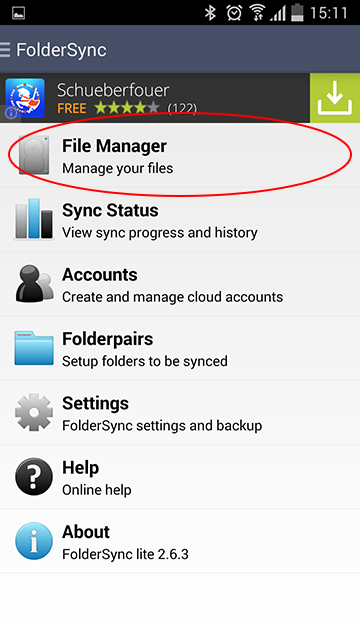 15:11
FolderSync
Schueberfouer
FREE (122)
File Manager
Manage your files
Sync Status
View sync progress and history
Accounts
Create and manage cloud accounts
Folderpairs
Setup folders to be synced
Settings
FolderSync settings and backup
Help
Online help
About
FolderSync lite 2.6.3